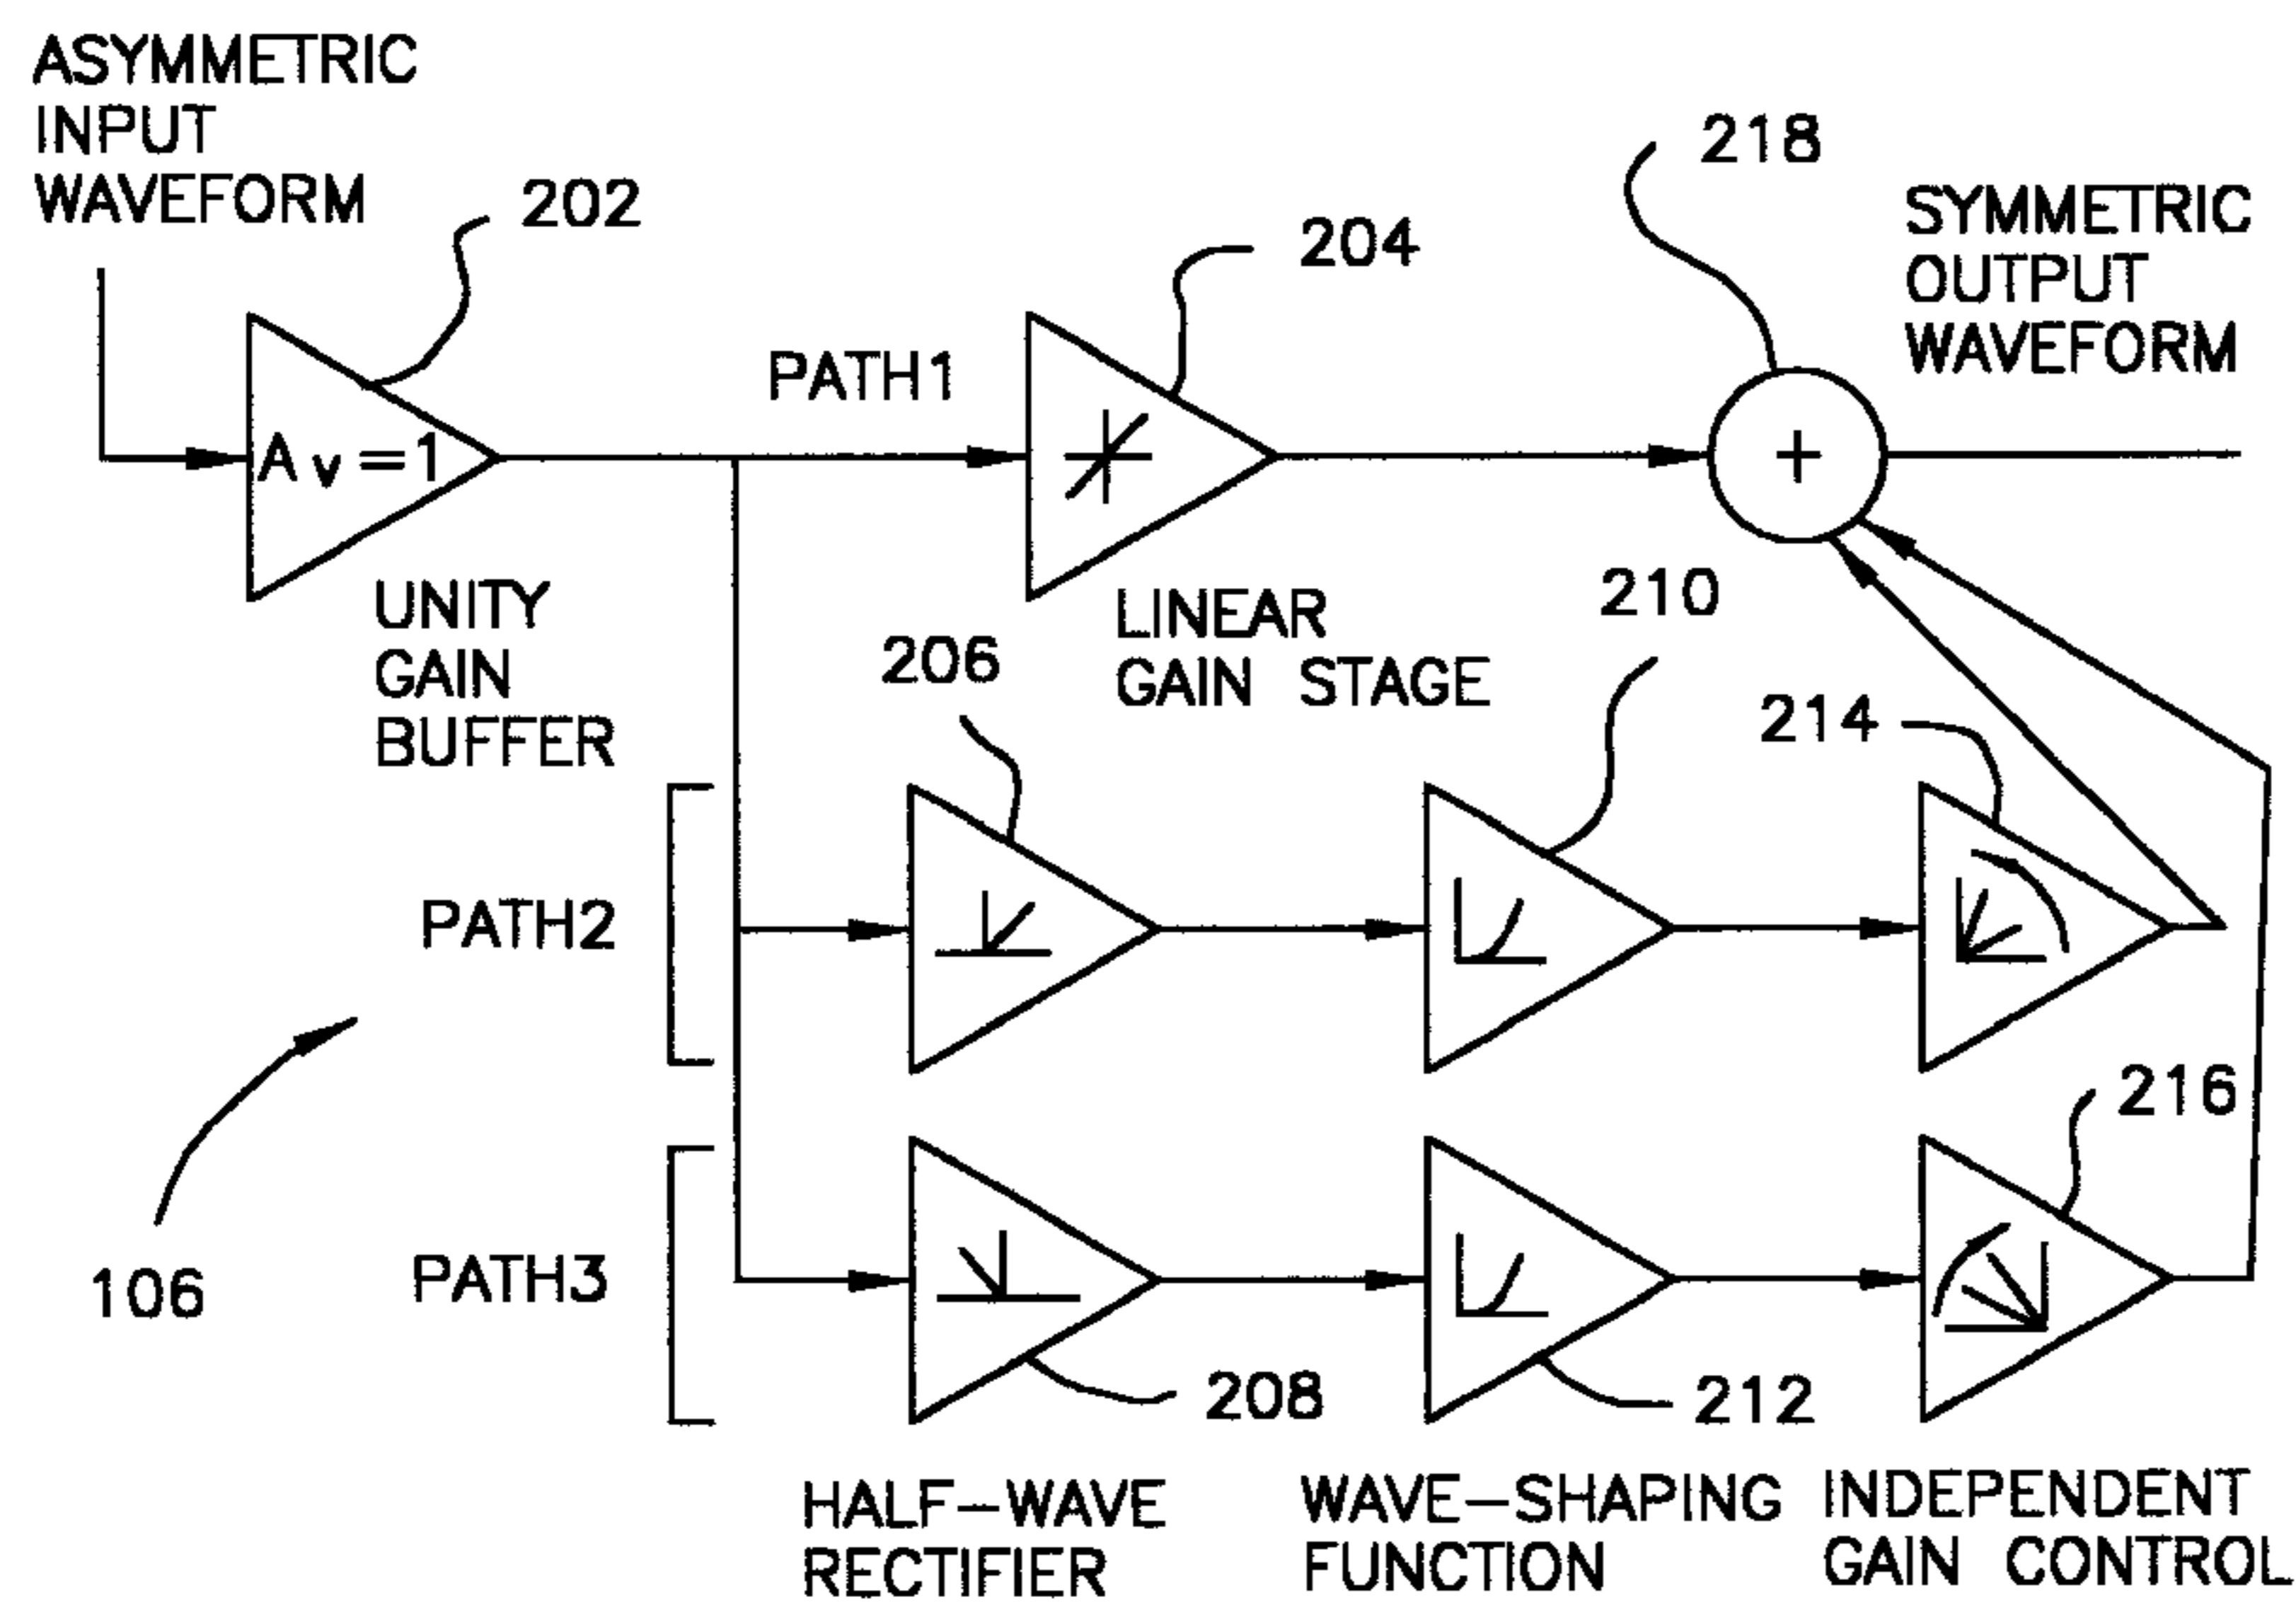 ASYMMETRIC
INPUT
WAVEFORM
202
204
218
SYMMETRIC
OUTPUT
WAVEFORM
PATH1
Av=1
+
UNITY
GAIN
BUFFER
LINEAR
GAIN STAGE
206
210
214
PATH2
216
PATH3
106
208
212
HALF-WAVE
RECTIFIER
WAVE-SHAPING
FUNCTION
INDEPENDENT
GAIN CONTROL